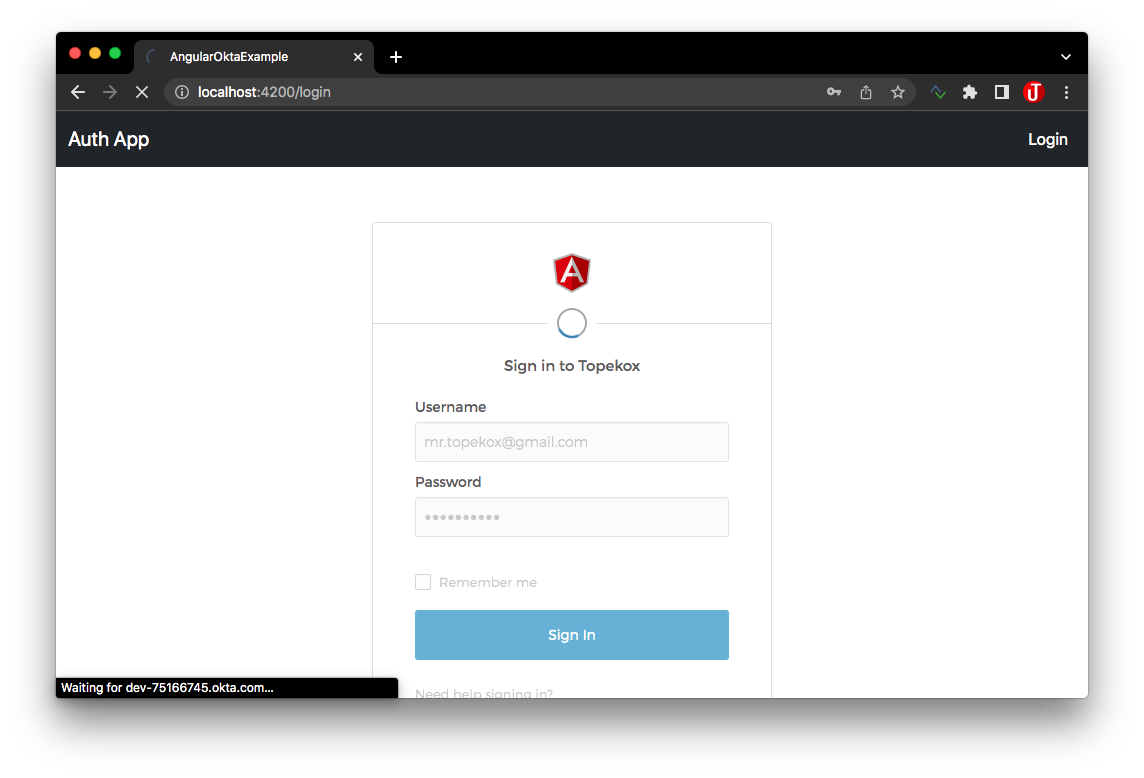 AngularOktaExample
localhost:4200/login
Auth App
Login
Sign in to Topekox
Username
mr.topekox@gmail.com
Password
••••••••••
Remember me
Sign In
Need help signing in?
Waiting for dev-75166745.okta.com...